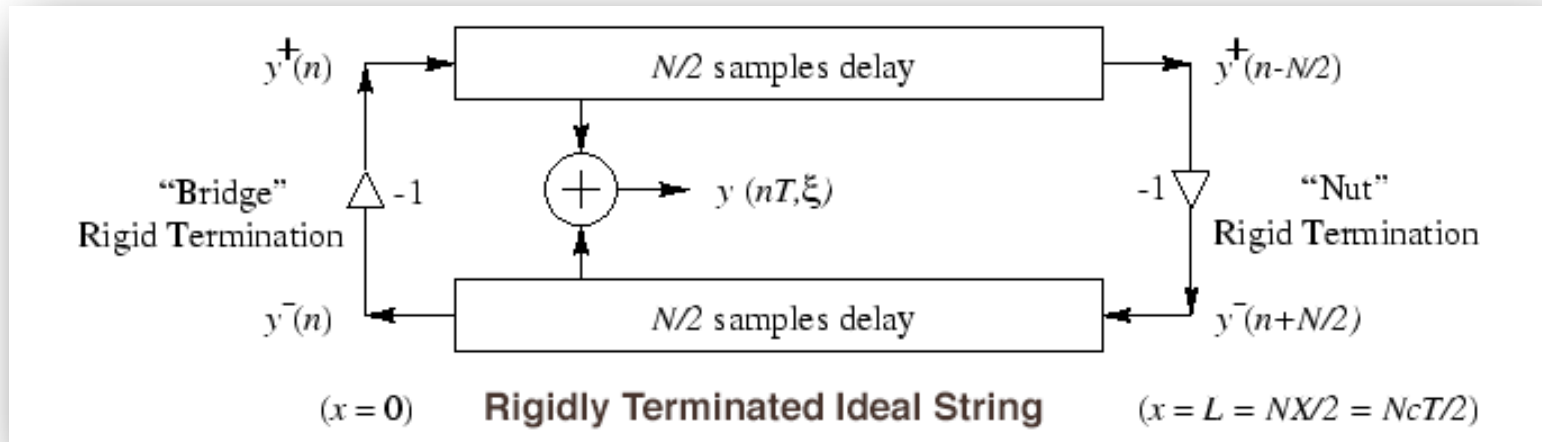 y⁺(n) N/2 samples delay y⁺(n-N/2)
“Bridge” -1 + y (nT,ξ) -1 “Nut”
Rigid Termination Rigid Termination
y⁻(n) N/2 samples delay y⁻(n+N/2)
(x = 0) Rigidly Terminated Ideal String (x = L = NX/2 = NcT/2)